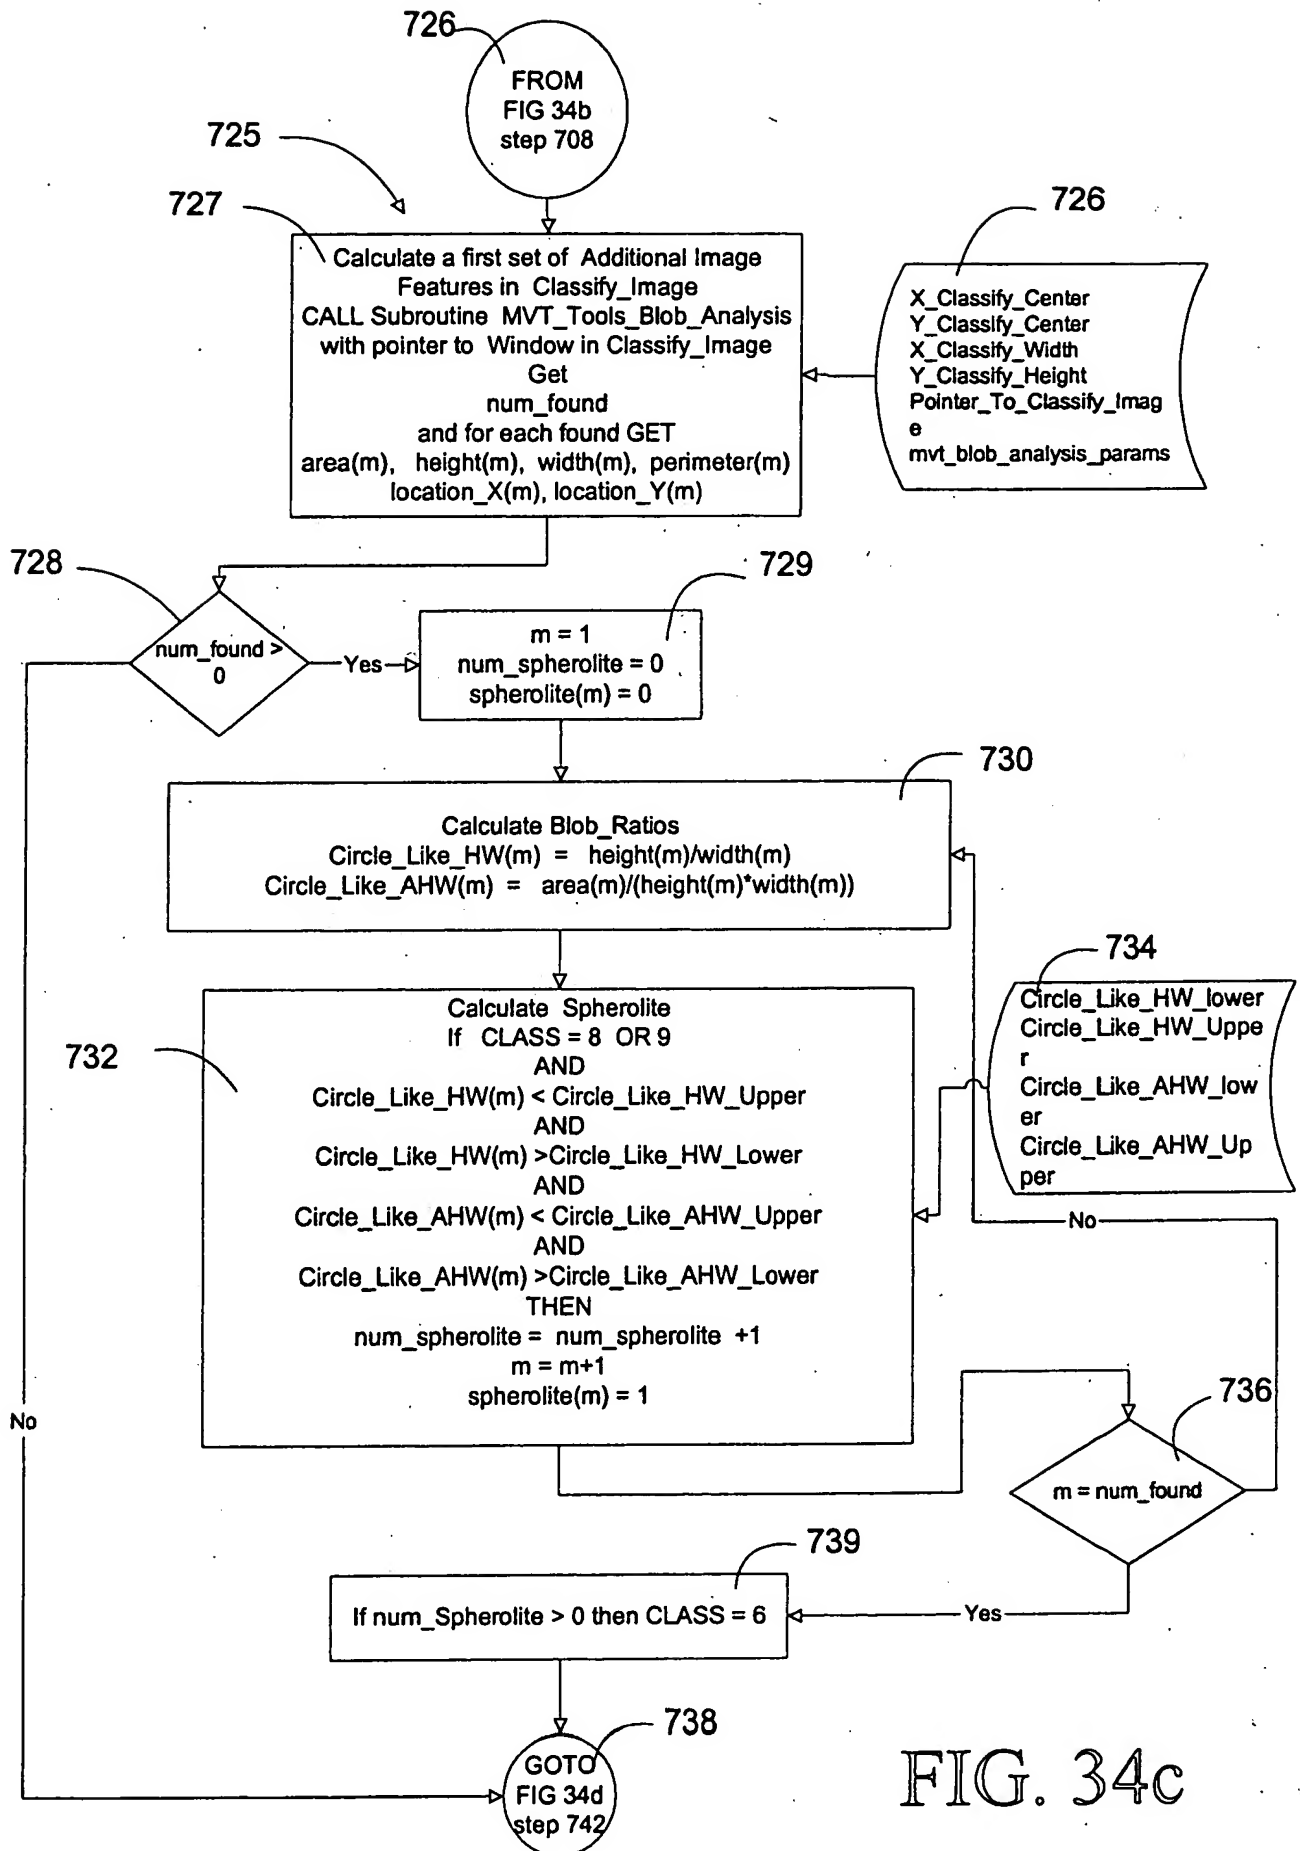 726
FROM
FIG 34b
step 708
725
727
Calculate a first set of Additional Image
Features in Classify_Image
CALL Subroutine MVT_Tools_Blob_Analysis
with pointer to Window in Classify_Image
Get
num_found
and for each found GET
area(m), height(m), width(m), perimeter(m)
location_X(m), location_Y(m)
726
X_Classify_Center
Y_Classify_Center
X_Classify_Width
Y_Classify_Height
Pointer_To_Classify_Imag
e
mvt_blob_analysis_params
728
num_found >
0
Yes
729
m = 1
num_spherolite = 0
spherolite(m) = 0
730
Calculate Blob_Ratios
Circle_Like_HW(m) = height(m)/width(m)
Circle_Like_AHW(m) = area(m)/(height(m)*width(m))
732
Calculate Spherolite
If CLASS = 8 OR 9
AND
Circle_Like_HW(m) < Circle_Like_HW_Upper
AND
Circle_Like_HW(m) >Circle_Like_HW_Lower
AND
Circle_Like_AHW(m) < Circle_Like_AHW_Upper
AND
Circle_Like_AHW(m) >Circle_Like_AHW_Lower
THEN
num_spherolite = num_spherolite +1
m = m+1
spherolite(m) = 1
734
Circle_Like_HW_lower
Circle_Like_HW_Uppe
r
Circle_Like_AHW_low
er
Circle_Like_AHW_Up
per
No
No
736
m = num_found
Yes
739
If num_Spherolite > 0 then CLASS = 6
738
GOTO
FIG 34d
step 742
FIG. 34c